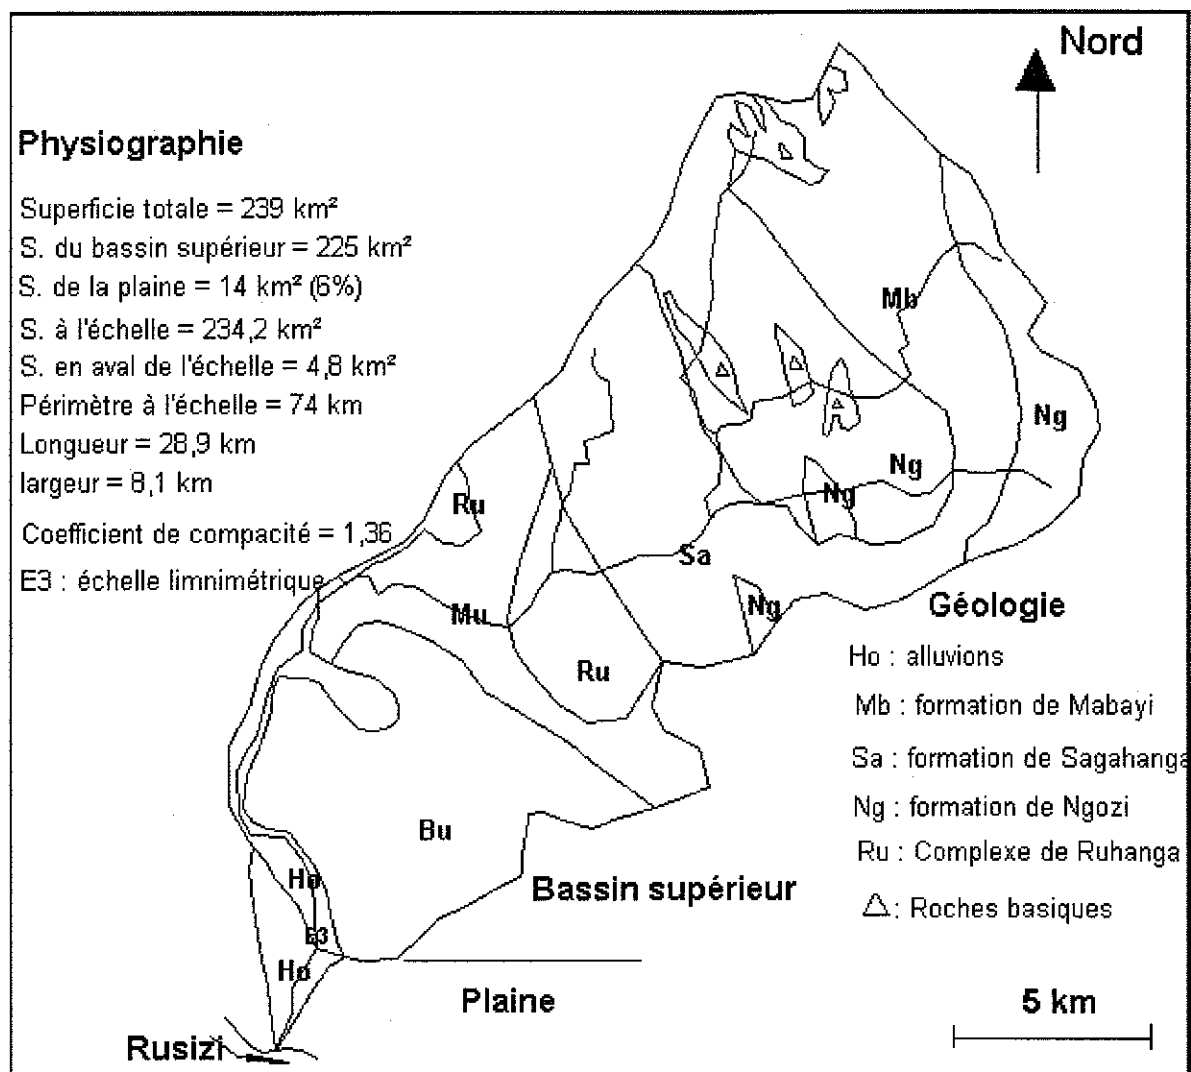 Nord
Physiographie
Superficie totale = 239 km²
S. du bassin supérieur = 225 km²
S. de la plaine = 14 km² (6%)
S. à l'échelle = 234,2 km²
S. en aval de l'échelle = 4,8 km²
Périmètre à l'échelle = 74 km
Longueur = 28,9 km
largeur = 8,1 km
Coefficient de compacité = 1,36
E3 : échelle limnimétrique
Mb
Ng
Ng
Ng
Ru
Sa
Mu
Ng
Ru
Géologie
Ho : alluvions
Mb : formation de Mabayi
Sa : formation de Sagahanga
Ng : formation de Ngozi
Ru : Complexe de Ruhanga
△: Roches basiques
Bu
Ho
Bassin supérieur
E3
Ho
Plaine
5 km
Rusizi